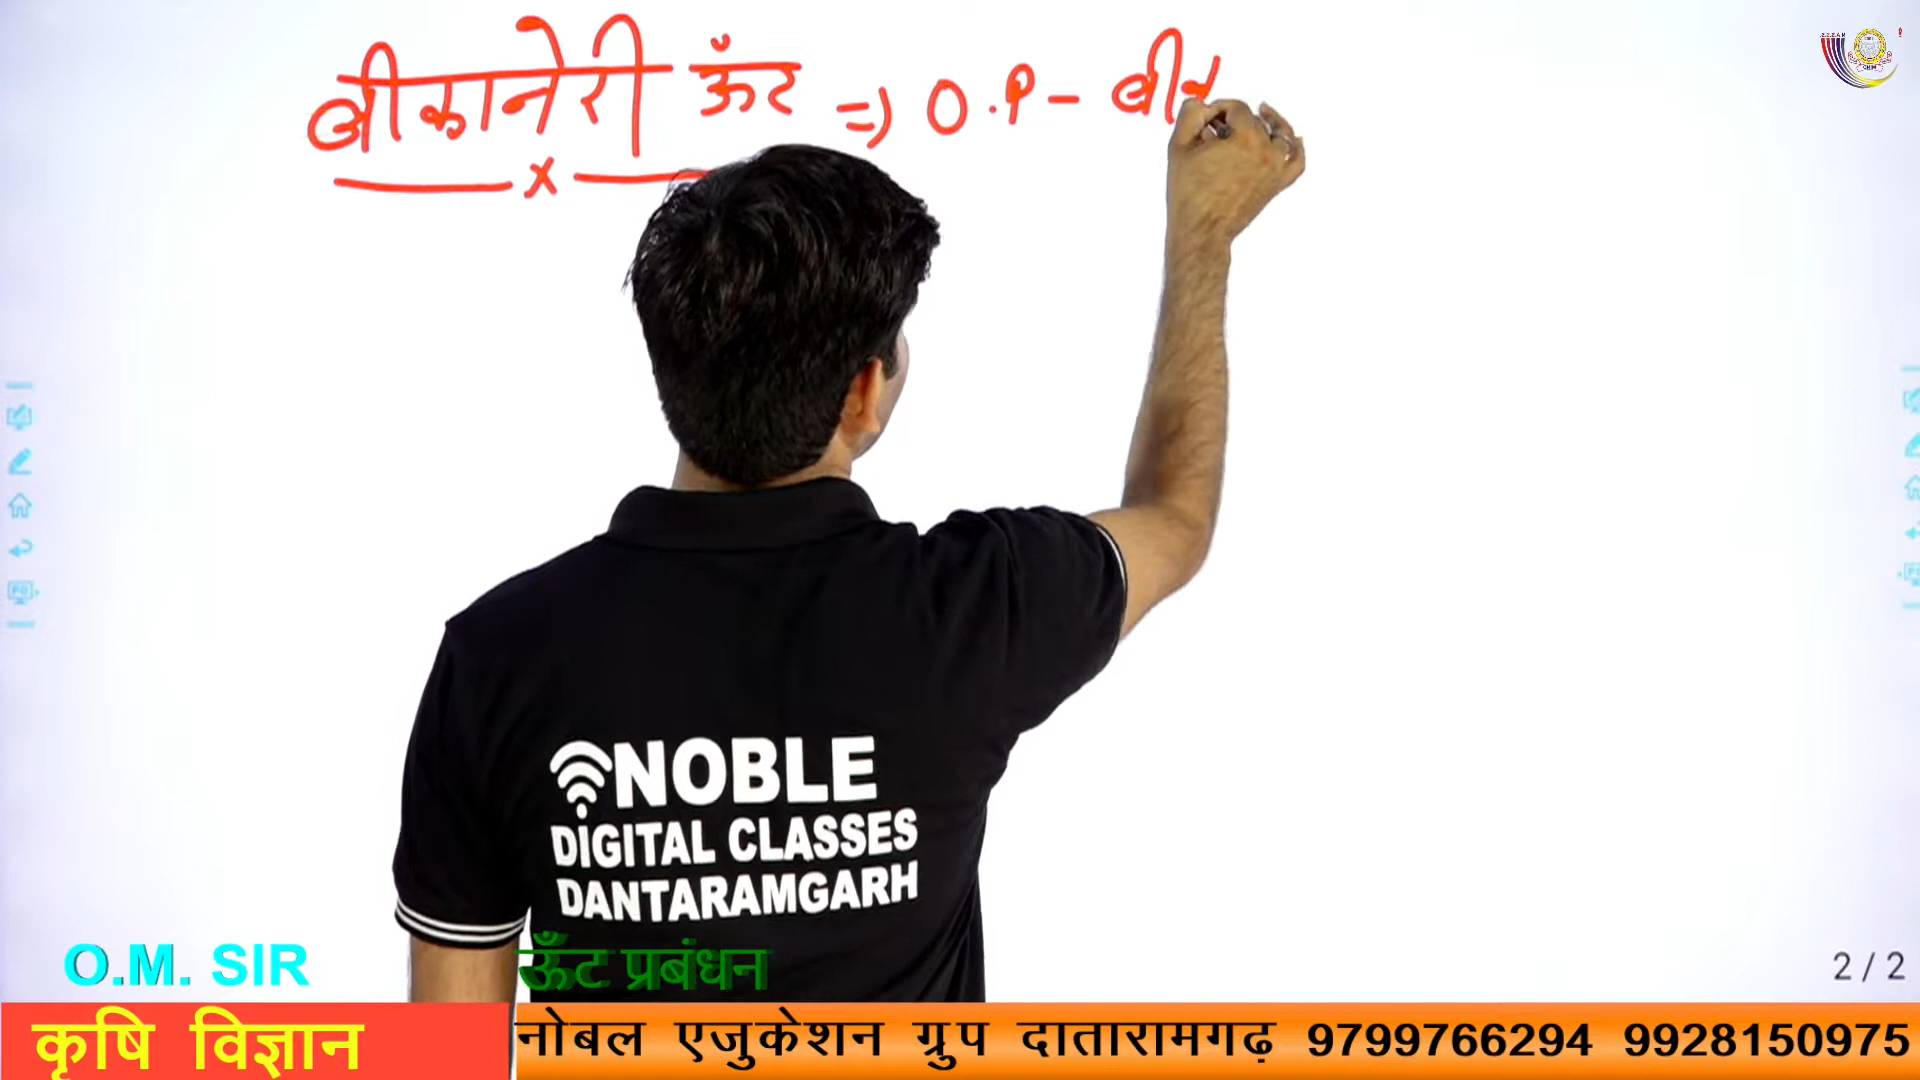 बीकानेरी ऊँट => O.P - बी
x
NOBLE
DIGITAL CLASSES
DANTARAMGARH
O.M. SIR
ऊँट प्रबंधन
2 / 2
कृषि विज्ञान
नोबल एजुकेशन ग्रुप दातारामगढ़ 9799766294 9928150975